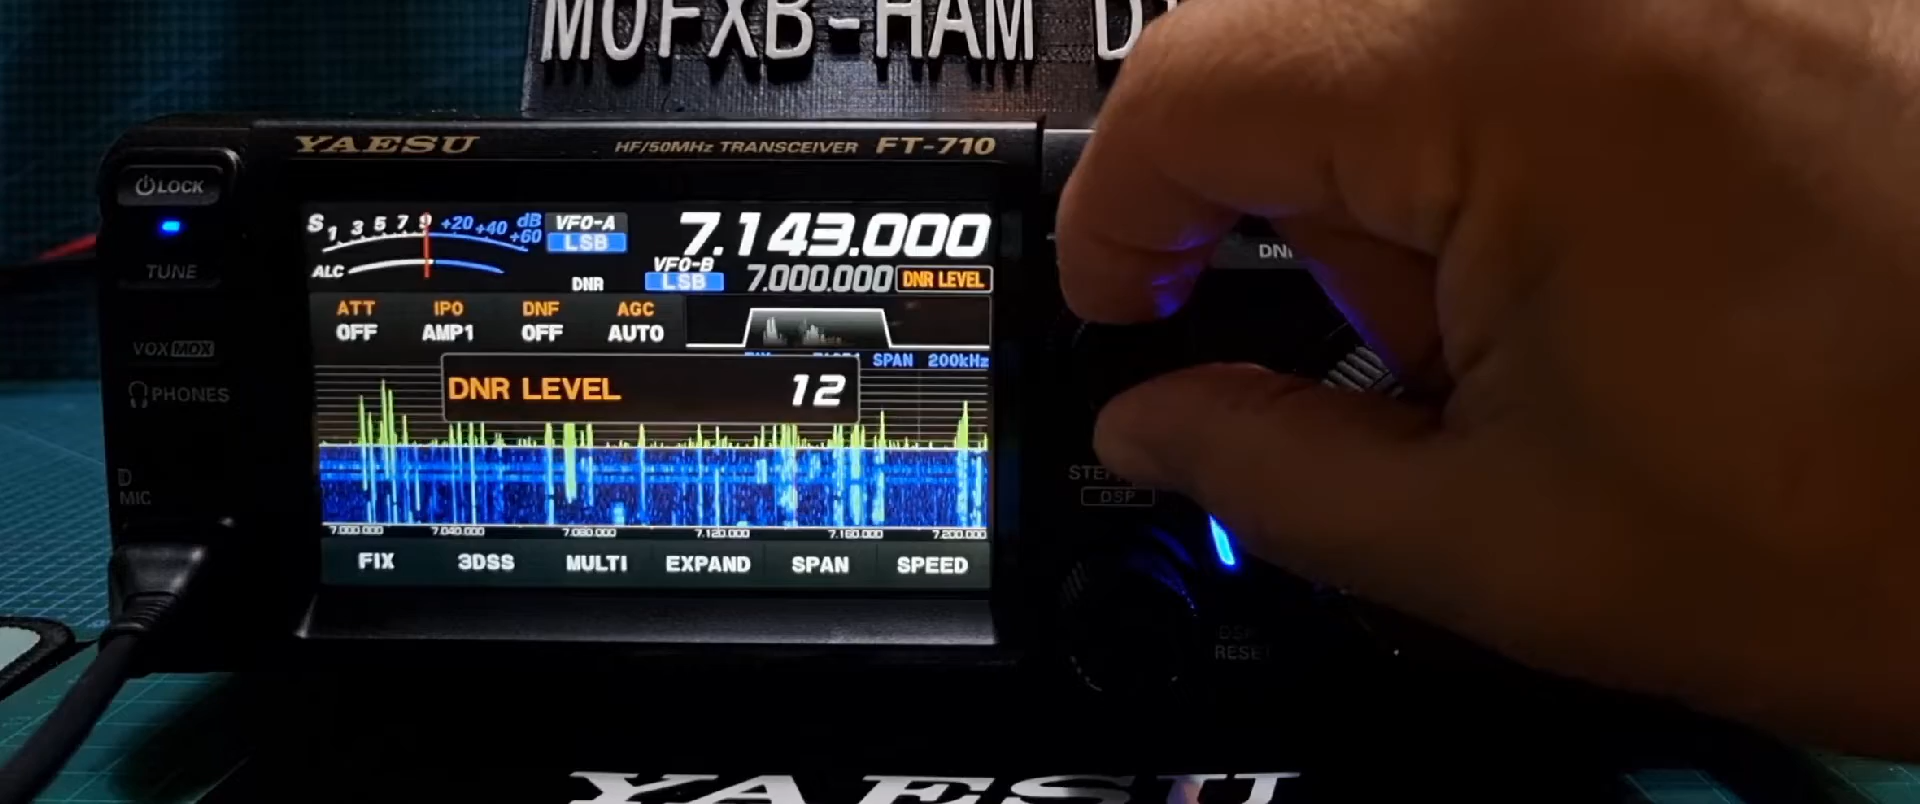 M0FXB-HAM D
YAESU HF/50MHz TRANSCEIVER FT-710
LOCK
TUNE
VOX MOX
PHONES
MIC
S 1 3 5 7 9 +20 +40 +60 dB
ALC
VFO-A
LSB
7.143.000
DNR
VFO-B
LSB
7.000.000
DNR LEVEL
ATT IPO DNF AGC
OFF AMP1 OFF AUTO
SPAN 200kHz
DNR LEVEL 12
7.000.000 7.040.000 7.080.000 7.120.000 7.160.000 7.200.000
FIX 3DSS MULTI EXPAND SPAN SPEED
DSP
RESET
YAESU